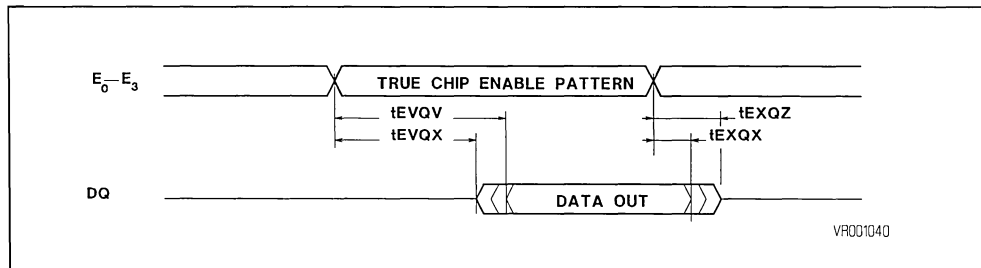 E0—E3
TRUE CHIP ENABLE PATTERN
tEVQV
tEXQZ
tEVQX
tEXQX
DQ
DATA OUT
VR001040